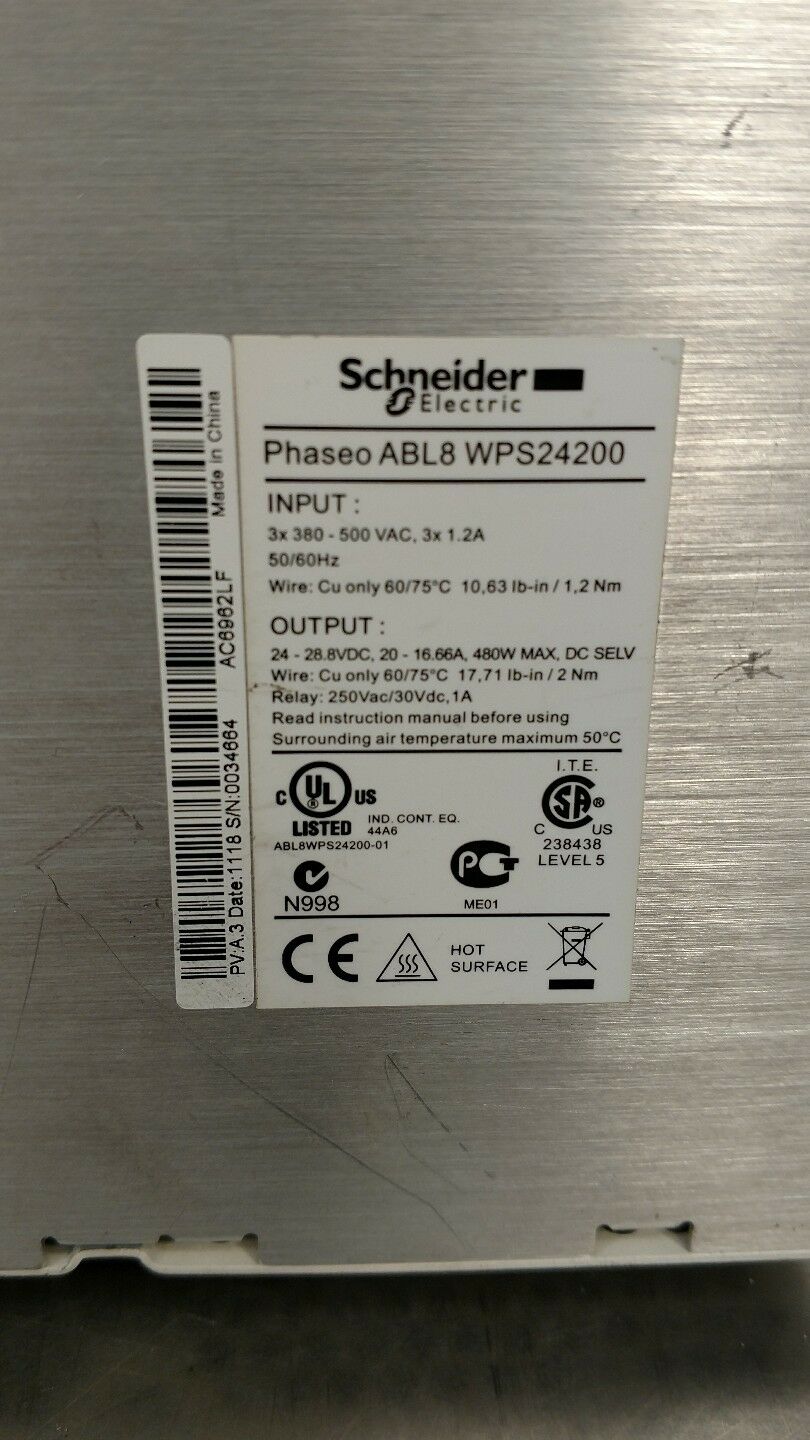 Schneider
Electric
Phaseo ABL8 WPS24200
INPUT :
3x 380 - 500 VAC, 3x 1.2A
50/60Hz
Wire: Cu only 60/75°C 10,63 lb-in / 1,2 Nm
OUTPUT :
24 - 28.8VDC, 20 - 16.66A, 480W MAX, DC SELV
Wire: Cu only 60/75°C 17,71 lb-in / 2 Nm
Relay: 250Vac/30Vdc,1A
Read instruction manual before using
Surrounding air temperature maximum 50°C
C UL ® US
LISTED IND. CONT. EQ.
44A6
ABL8WPS24200-01
N998
PCT
ME01
I.T.E.
SA ®
C US
238438
LEVEL 5
CE
HOT
SURFACE
Made in China
AC6962LF
PV:A.3 Date:1118 S/N:0034664